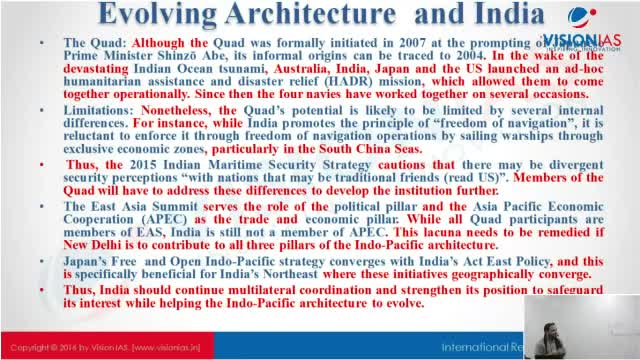 Evolving Architecture and India
VISIONIAS
INSPIRING INNOVATION
• The Quad: Although the Quad was formally initiated in 2007 at the prompting of
Prime Minister Shinzō Abe, its informal origins can be traced to 2004. In the wake of the
devastating Indian Ocean tsunami, Australia, India, Japan and the US launched an ad-hoc
humanitarian assistance and disaster relief (HADR) mission, which allowed them to come
together operationally. Since then the four navies have worked together on several occasions.
• Limitations: Nonetheless, the Quad's potential is likely to be limited by several internal
differences. For instance, while India promotes the principle of "freedom of navigation", it is
reluctant to enforce it through freedom of navigation operations by sailing warships through
exclusive economic zones, particularly in the South China Seas.
• Thus, the 2015 Indian Maritime Security Strategy cautions that there may be divergent
security perceptions "with nations that may be traditional friends (read US)". Members of the
Quad will have to address these differences to develop the institution further.
• The East Asia Summit serves the role of the political pillar and the Asia Pacific Economic
Cooperation (APEC) as the trade and economic pillar. While all Quad participants are
members of EAS, India is still not a member of APEC. This lacuna needs to be remedied if
New Delhi is to contribute to all three pillars of the Indo-Pacific architecture.
• Japan's Free and Open Indo-Pacific strategy converges with India's Act East Policy, and this
is specifically beneficial for India's Northeast where these initiatives geographically converge.
• Thus, India should continue multilateral coordination and strengthen its position to safeguard
its interest while helping the Indo-Pacific architecture to evolve.
Copyright © 2016 by Vision IAS. [www.visionias.in]
International Re